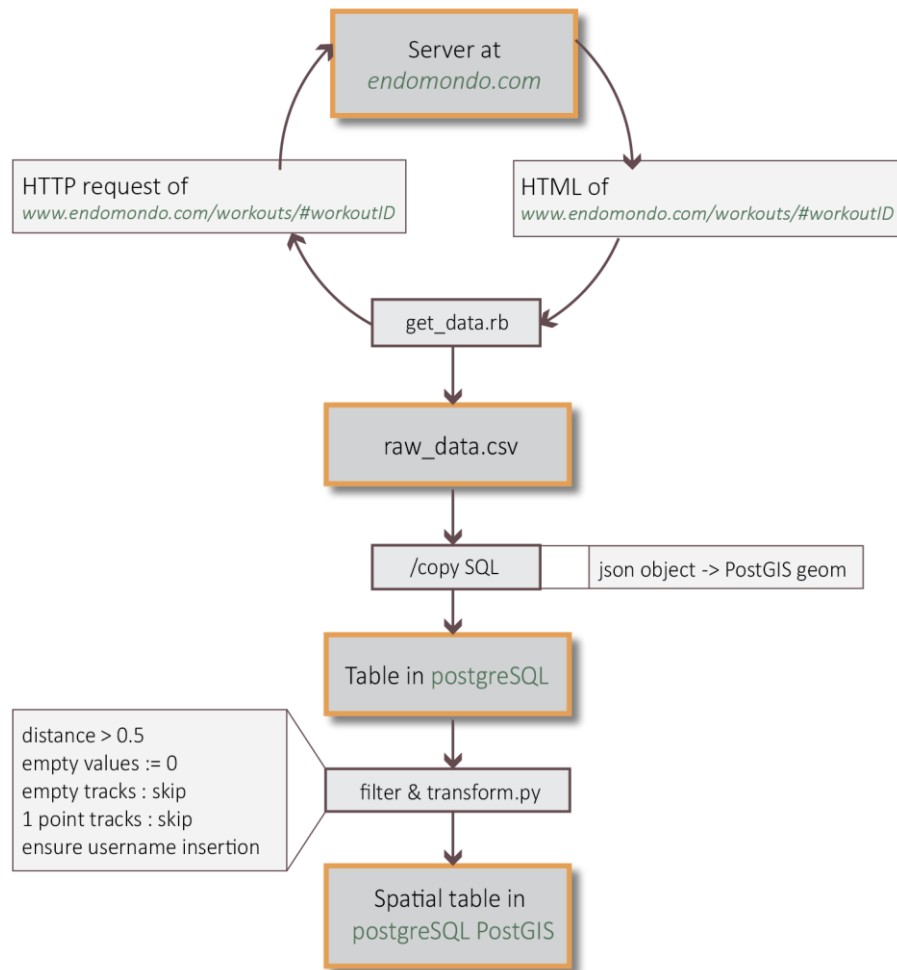 Server at
endomondo.com
HTTP request of
www.endomondo.com/workouts/#workoutID
HTML of
www.endomondo.com/workouts/#workoutID
get_data.rb
raw_data.csv
/copy SQL
json object -> PostGIS geom
Table in postgreSQL
distance > 0.5
empty values := 0
empty tracks : skip
1 point tracks : skip
ensure username insertion
filter & transform.py
Spatial table in
postgreSQL PostGIS